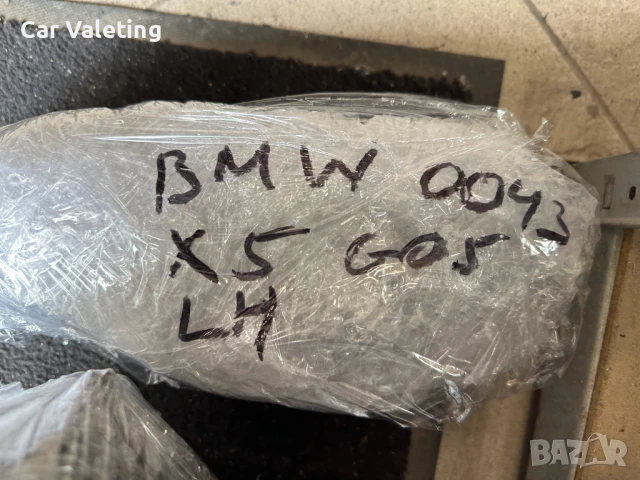 Car Valeting
BMW 0043
X5 G05
LH
BAZAR